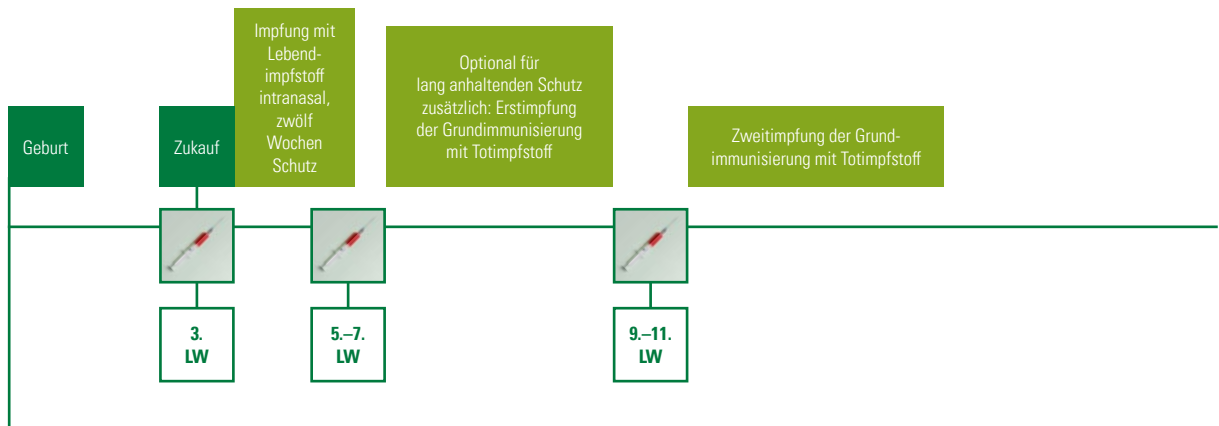 Geburt
Zukauf
Impfung mit
Lebend-
impfstoff
intranasal,
zwölf
Wochen
Schutz
Optional für
lang anhaltenden Schutz
zusätzlich: Erstimpfung
der Grundimmunisierung
mit Totimpfstoff
Zweitimpfung der Grund-
immunisierung mit Totimpfstoff
3.
LW
5.–7.
LW
9.–11.
LW